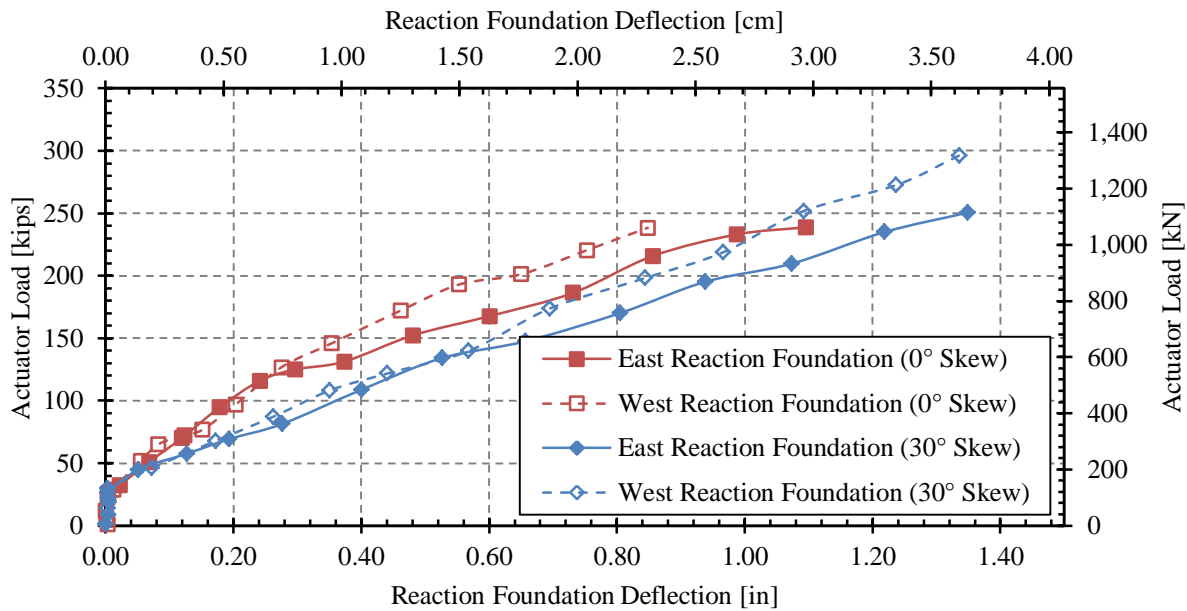 Reaction Foundation Deflection [cm]
0.00 0.50 1.00 1.50 2.00 2.50 3.00 3.50 4.00
350
300
250
200
150
100
50
0
Actuator Load [kips]
1,400
1,200
1,000
800
600
400
200
0
Actuator Load [kN]
East Reaction Foundation (0° Skew)
West Reaction Foundation (0° Skew)
East Reaction Foundation (30° Skew)
West Reaction Foundation (30° Skew)
0.00 0.20 0.40 0.60 0.80 1.00 1.20 1.40
Reaction Foundation Deflection [in]